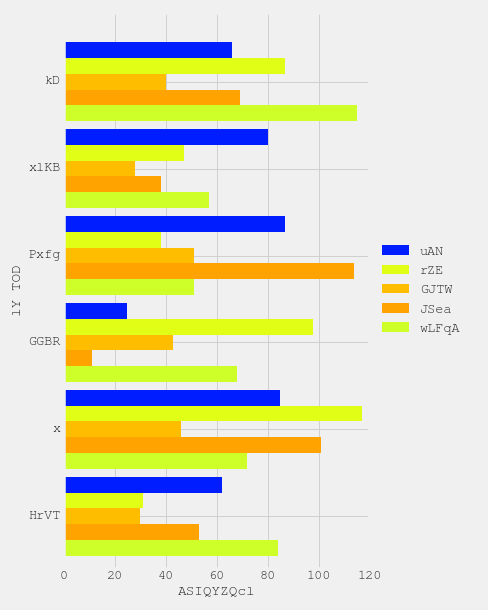 kD
xlKB
Pxfg
GGBR
x
HrVT
lY TOD
0 20 40 60 80 100 120
ASIQYZQcl
uAN
rZE
GJTW
JSea
wLFqA